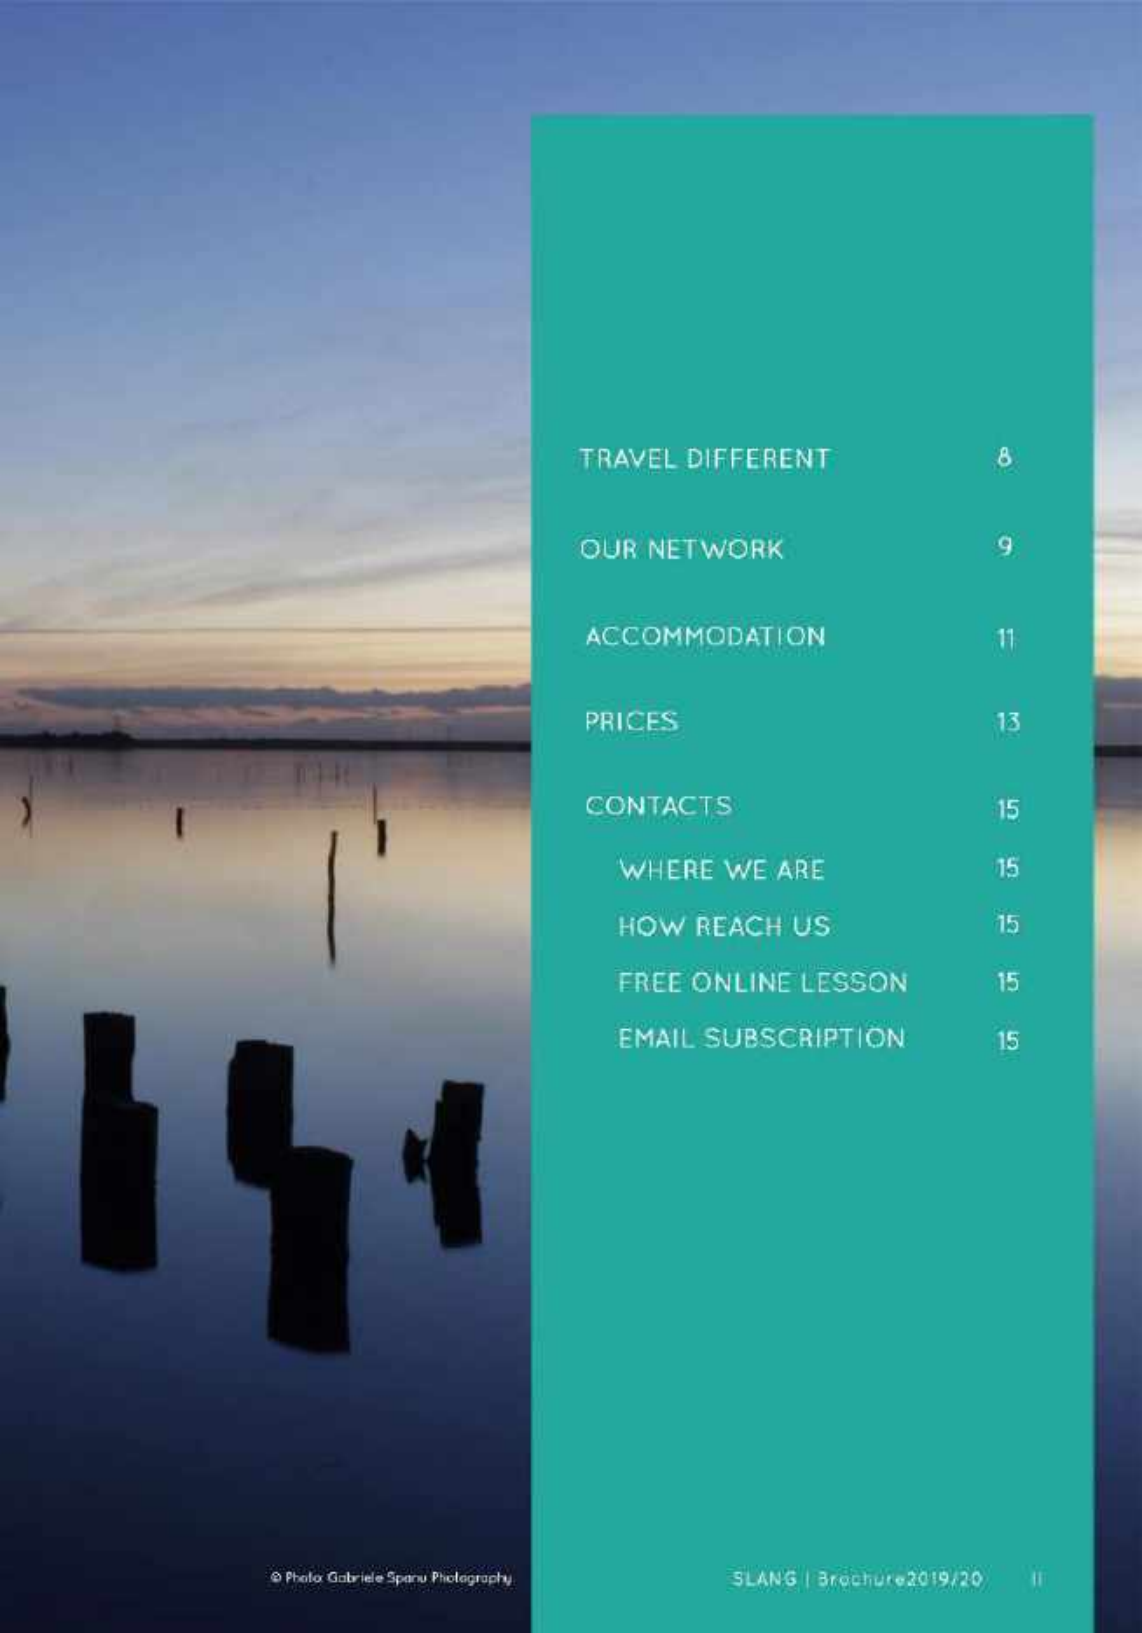 TRAVEL DIFFERENT 8
OUR NETWORK 9
ACCOMMODATION 11
PRICES 13
CONTACTS 15
WHERE WE ARE 15
HOW REACH US 15
FREE ONLINE LESSON 15
EMAIL SUBSCRIPTION 15
© Photo: Gabriele Spanu Photography
SLANG | Brochure2019/20 II